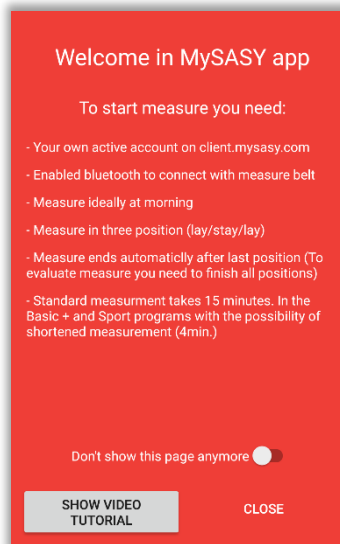 Welcome in MySASY app
To start measure you need:
- Your own active account on client.mysasy.com
- Enabled bluetooth to connect with measure belt
- Measure ideally at morning
- Measure in three position (lay/stay/lay)
- Measure ends automaticlly after last position (To
evaluate measure you need to finish all positions)
- Standard measurment takes 15 minutes. In the
Basic + and Sport programs with the possibility of
shortened measurement (4min.)
Don't show this page anymore
SHOW VIDEO
TUTORIAL
CLOSE